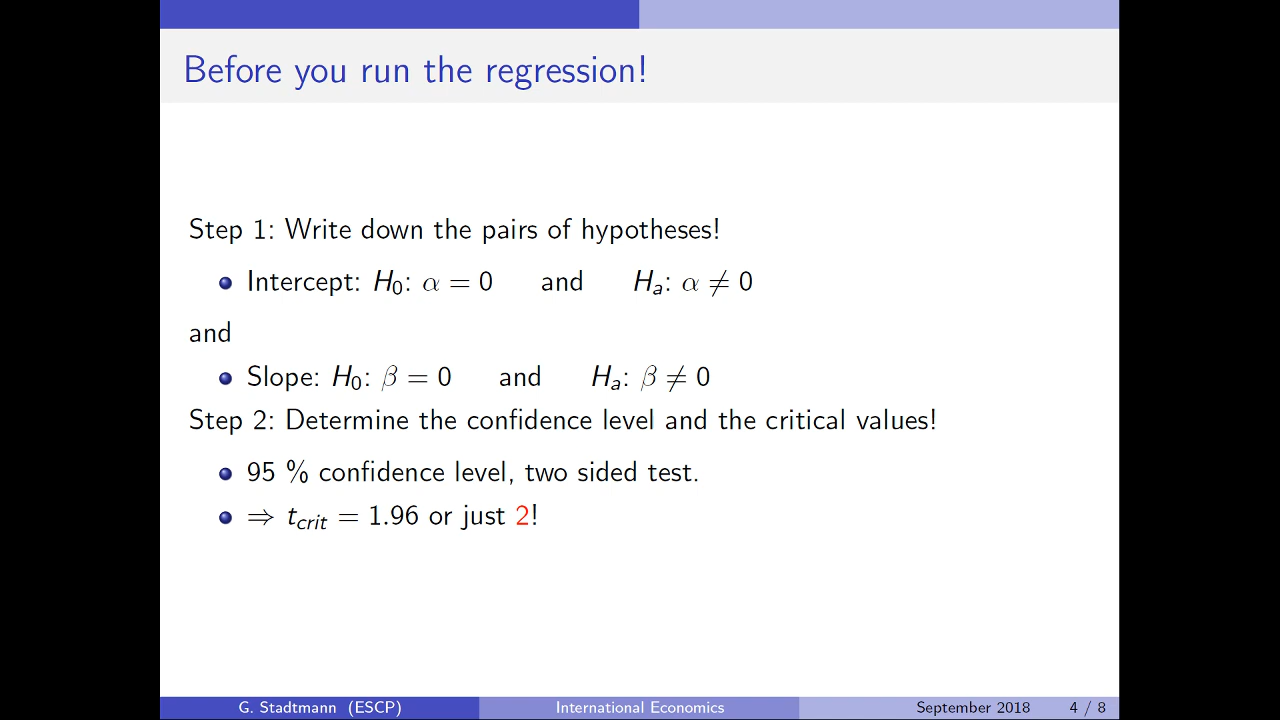 Before you run the regression!
Step 1: Write down the pairs of hypotheses!
Intercept: H₀: α = 0 and Hₐ: α ≠ 0
and
Slope: H₀: β = 0 and Hₐ: β ≠ 0
Step 2: Determine the confidence level and the critical values!
95 % confidence level, two sided test.
⇒ t_crit = 1.96 or just 2!
G. Stadtmann (ESCP) International Economics September 2018 4 / 8